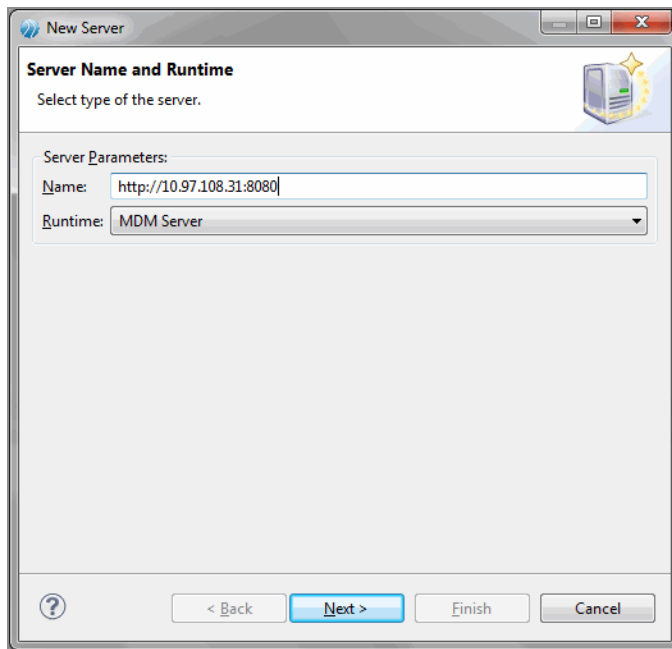 New Server
Server Name and Runtime
Select type of the server.
Server Parameters:
Name: http://10.97.108.31:8080
Runtime: MDM Server
? < Back Next > Finish Cancel